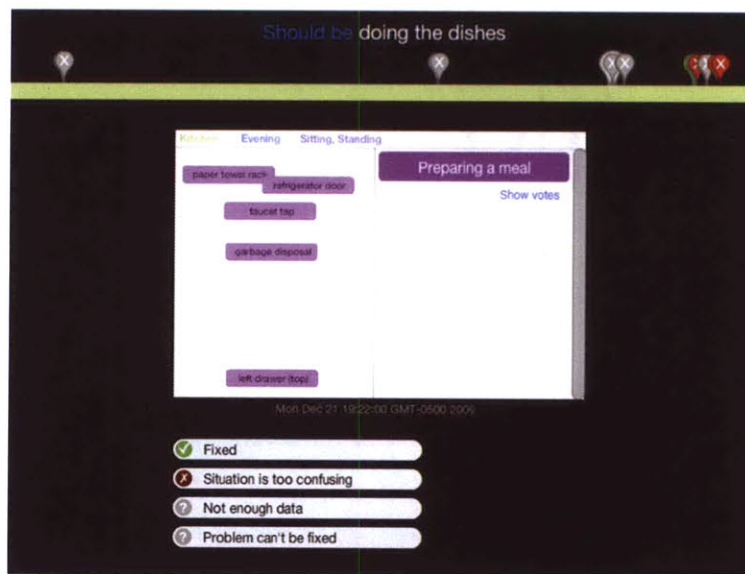 Should be doing the dishes
X X X X X X X
Kitchen Evening Sitting, Standing
paper towel rack
refrigerator door
faucet tap
garbage disposal
left drawer (top)
Preparing a meal
Show votes
Mon Dec 21 19:22:00 GMT-0500 2009
Fixed
X Situation is too confusing
? Not enough data
? Problem can't be fixed